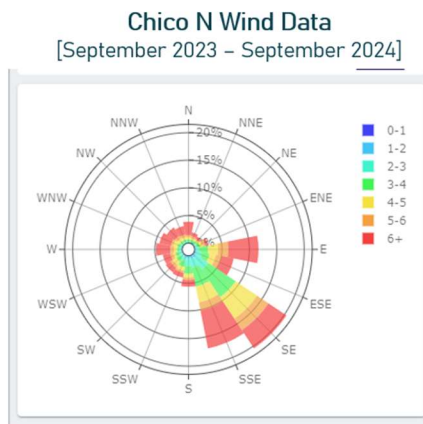 Chico N Wind Data
[September 2023 – September 2024]
N
NNW
NNE
20%
0-1
1-2
NW
NE
15%
2-3
3-4
10%
4-5
WNW
ENE
5-6
5%
6+
W
E
WSW
ESE
SW
SE
SSW
SSE
S